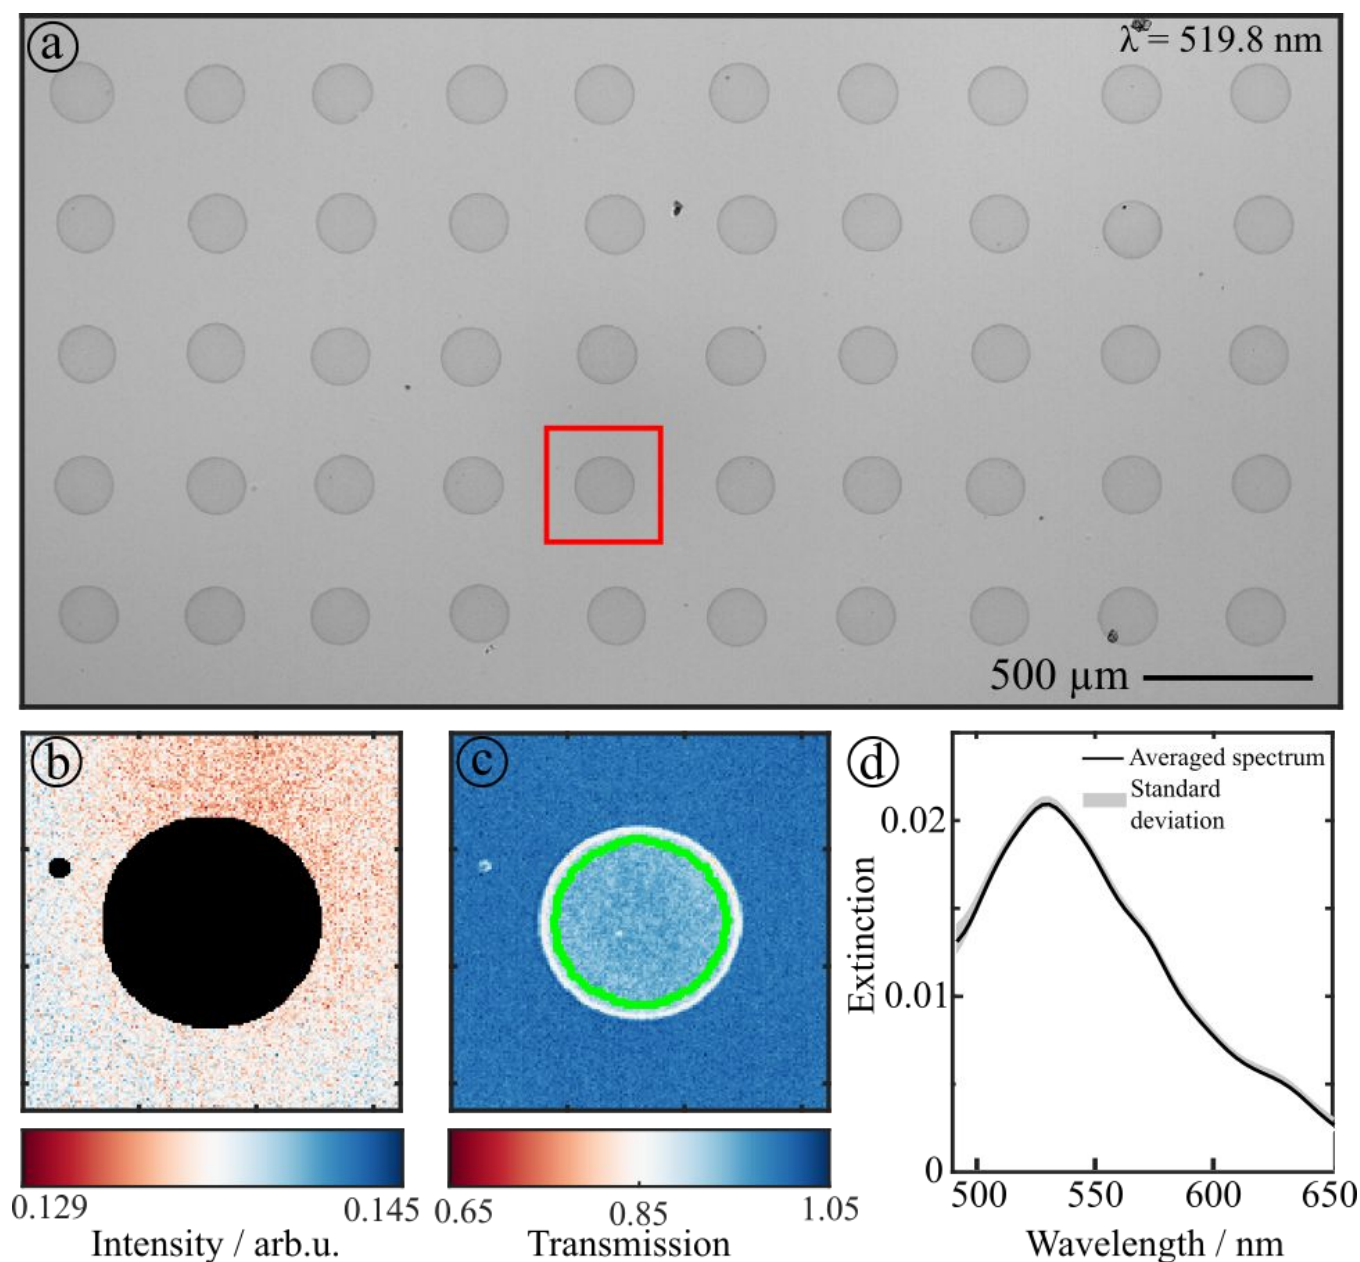 a
λ = 519.8 nm
500 µm
b
c
d
Averaged spectrum
Standard
deviation
0.02
0.01
0
Extinction
500 550 600 650
Wavelength / nm
0.129 0.145
Intensity / arb.u.
0.65 0.85 1.05
Transmission